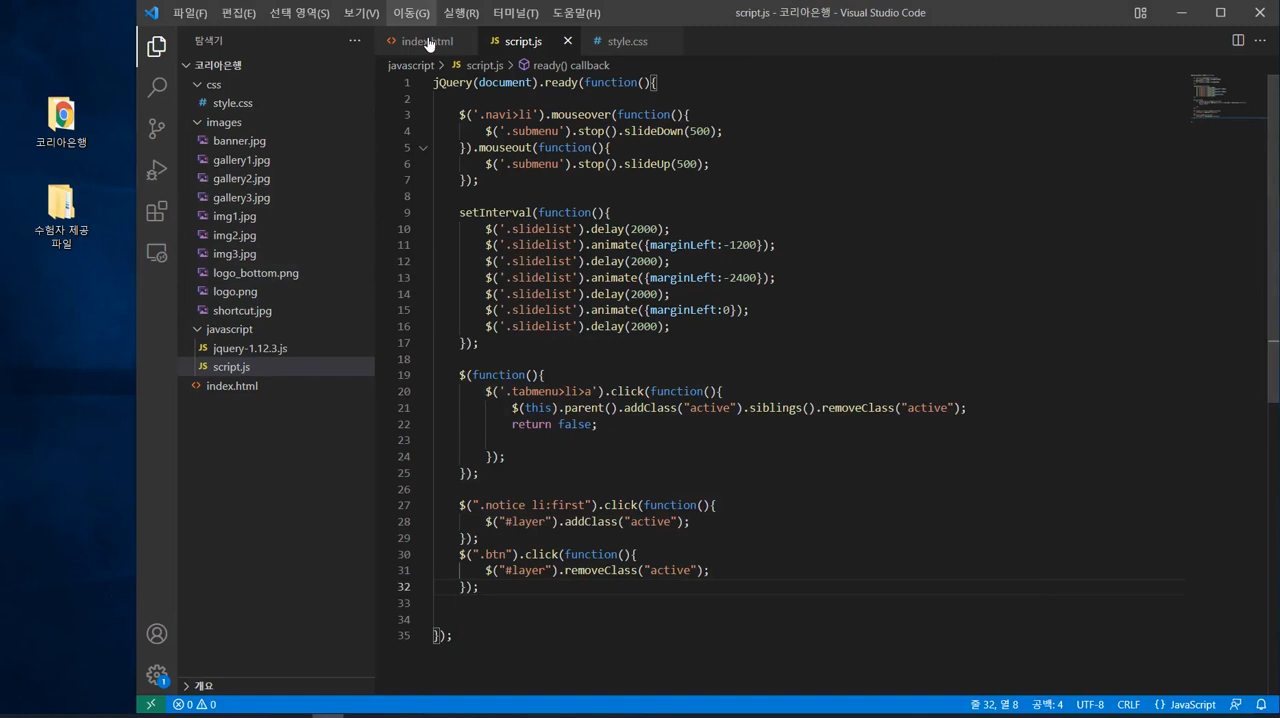 파일(F) 편집(E) 선택 영역(S) 보기(V) 이동(G) 실행(R) 터미널(T) 도움말(H)
script.js - 코리아은행 - Visual Studio Code
탐색기
index.html
JS script.js
# style.css
javascript > script.js > ready() callback
코리아은행
css
# style.css
images
banner.jpg
gallery1.jpg
gallery2.jpg
gallery3.jpg
img1.jpg
img2.jpg
img3.jpg
logo_bottom.png
logo.png
shortcut.jpg
javascript
JS jquery-1.12.3.js
JS script.js
index.html
개요
코리아은행
수험자 제공
파일
1 jQuery(document).ready(function(){
2
3 $('.navi>li').mouseover(function(){
4 $('.submenu').stop().slideDown(500);
5 }).mouseout(function(){
6 $('.submenu').stop().slideUp(500);
7 });
8
9 setInterval(function(){
10 $('.slidelist').delay(2000);
11 $('.slidelist').animate({marginLeft:-1200});
12 $('.slidelist').delay(2000);
13 $('.slidelist').animate({marginLeft:-2400});
14 $('.slidelist').delay(2000);
15 $('.slidelist').animate({marginLeft:0});
16 $('.slidelist').delay(2000);
17 });
18
19 $(function(){
20 $('.tabmenu>li>a').click(function(){
21 $(this).parent().addClass("active").siblings().removeClass("active");
22 return false;
23
24 });
25 });
26
27 $(".notice li:first").click(function(){
28 $("#layer").addClass("active");
29 });
30 $(".btn").click(function(){
31 $("#layer").removeClass("active");
32 });
33
34
35 });
1
0 0
줄 32, 열 8 공백: 4 UTF-8 CRLF {} JavaScript